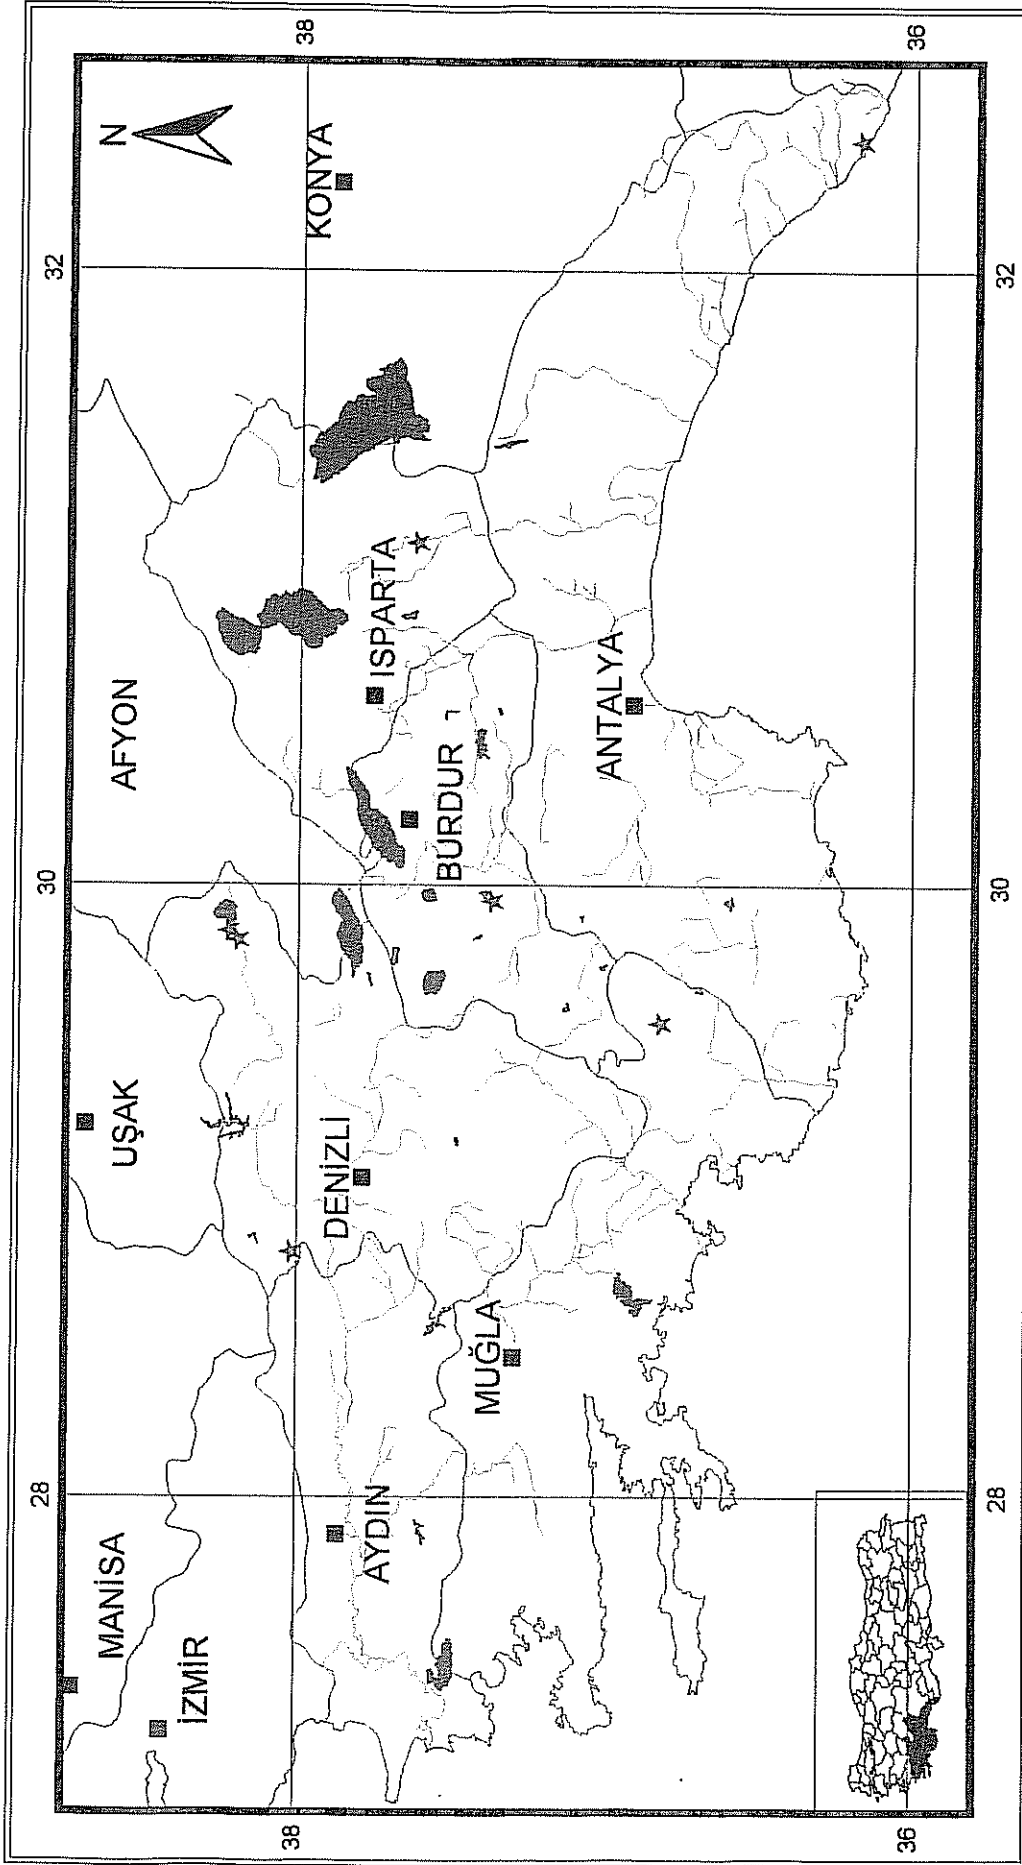 28
30
32
38
38
36
36
28
30
32
N
MANİSA
İZMİR
UŞAK
AFYON
KONYA
AYDIN
DENİZLİ
ISPARTA
BURDUR
MUĞLA
ANTALYA